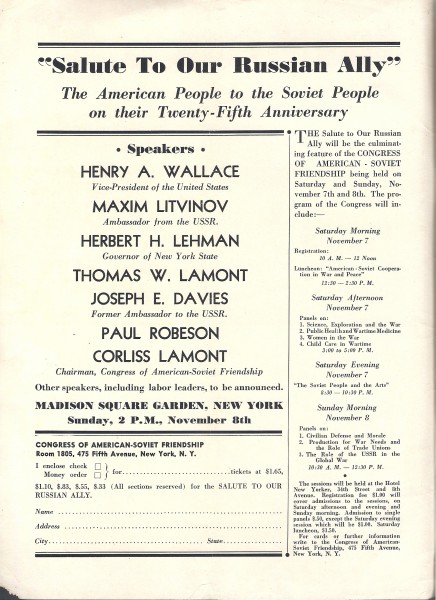 "Salute To Our Russian Ally"
The American People to the Soviet People
on their Twenty-Fifth Anniversary
• Speakers •
HENRY A. WALLACE
Vice-President of the United States
MAXIM LITVINOV
Ambassador from the USSR.
HERBERT H. LEHMAN
Governor of New York State
THOMAS W. LAMONT
JOSEPH E. DAVIES
Former Ambassador to the USSR.
PAUL ROBESON
CORLISS LAMONT
Chairman, Congress of American-Soviet Friendship
Other speakers, including labor leaders, to be announced.
MADISON SQUARE GARDEN, NEW YORK
Sunday, 2 P.M., November 8th
CONGRESS OF AMERICAN-SOVIET FRIENDSHIP
Room 1805, 475 Fifth Avenue, New York, N. Y.
I enclose check
Money order
for tickets at $1.65,
$1.10, $.83, $.55, $.33 (All sections reserved) for the SALUTE TO OUR
RUSSIAN ALLY.
Name
Address
City State
THE Salute to Our Russian
Ally will be the culminat-
ing feature of the CONGRESS
OF AMERICAN - SOVIET
FRIENDSHIP being held on
Saturday and Sunday, No-
vember 7th and 8th. The pro-
gram of the Congress will in-
clude:—
Saturday Morning
November 7
Registration:
10 A. M. — 12 Noon
Luncheon: "American-Soviet Coopera-
tion in War and Peace"
12:30 — 2:30 P. M.
Saturday Afternoon
November 7
Panels on:
1. Science, Exploration and the War
2. Public Health and Wartime Medicine
3. Women in the War
4. Child Care in Wartime
3:00 to 5:00 P. M.
Saturday Evening
November 7
"The Soviet People and the Arts"
8:30 — 10:30 P. M.
Sunday Morning
November 8
Panels on:
1. Civilian Defense and Morale
2. Production for War Needs and
the Role of Trade Unions
3. The Role of the USSR in the
Global War
10:30 A. M. — 12:30 P. M.
•
The sessions will be held at the Hotel
New Yorker, 34th Street and 8th
Avenue. Registration fee $1.00 will
cover admissions to the sessions, on
Saturday afternoon and evening and
Sunday morning. Admission to single
panels $.50, except the Saturday evening
session which will be $1.00. Saturday
luncheon, $1.50.
For tickets or further information
write to the Congress of American-
Soviet Friendship, 475 Fifth Avenue,
New York, N. Y.